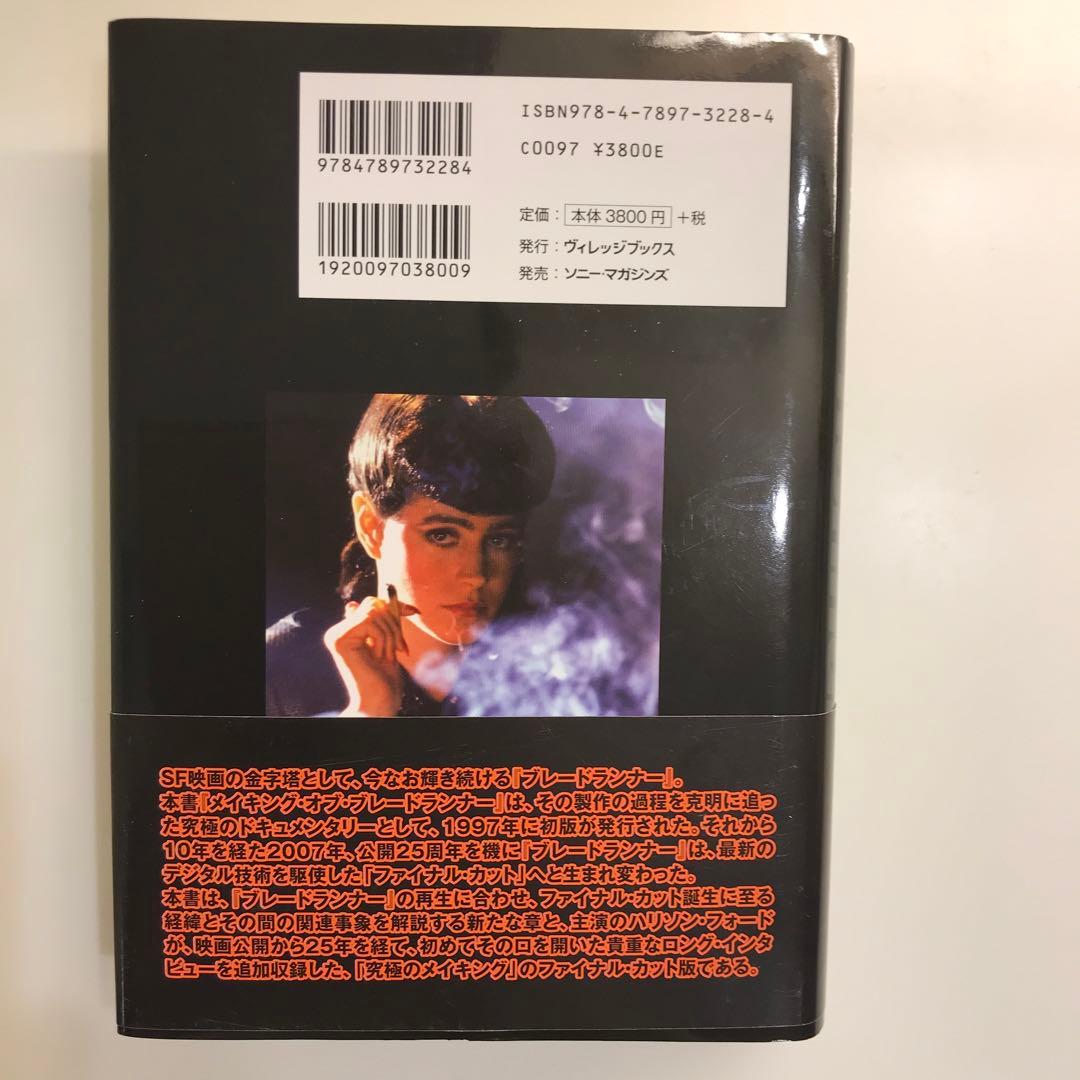 ISBN978-4-7897-3228-4
C0097 ¥3800E
9784789732284
定価：本体3800円+税
発行：ヴィレッジブックス
発売：ソニー・マガジンズ
1920097038009
SF映画の金字塔として、今なお輝き続ける『ブレードランナー』。
本書『メイキング・オブ・ブレードランナー』は、その製作の過程を克明に追っ
た究極のドキュメンタリーとして、1997年に初版が発行された。それから
10年を経た2007年、公開25周年を機に『ブレードランナー』は、最新の
デジタル技術を駆使した「ファイナル・カット」へと生まれ変わった。
本書は、『ブレードランナー』の再生に合わせ、ファイナル・カット誕生に至る
経緯とその間の関連事象を解説する新たな章と、主演のハリソン・フォード
が、映画公開から25年を経て、初めてその口を開いた貴重なロング・インタ
ビューを追加収録した、『究極のメイキング』のファイナル・カット版である。